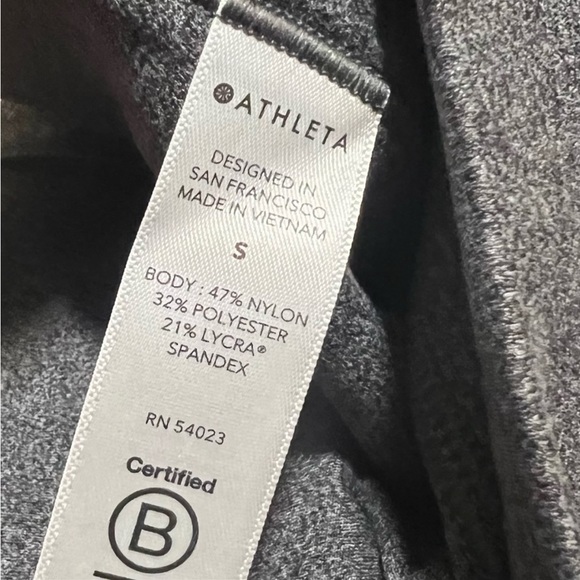 ATHLETA
DESIGNED IN
SAN FRANCISCO
MADE IN VIETNAM
S
BODY : 47% NYLON
32% POLYESTER
21% LYCRA®
SPANDEX
RN 54023
Certified
B